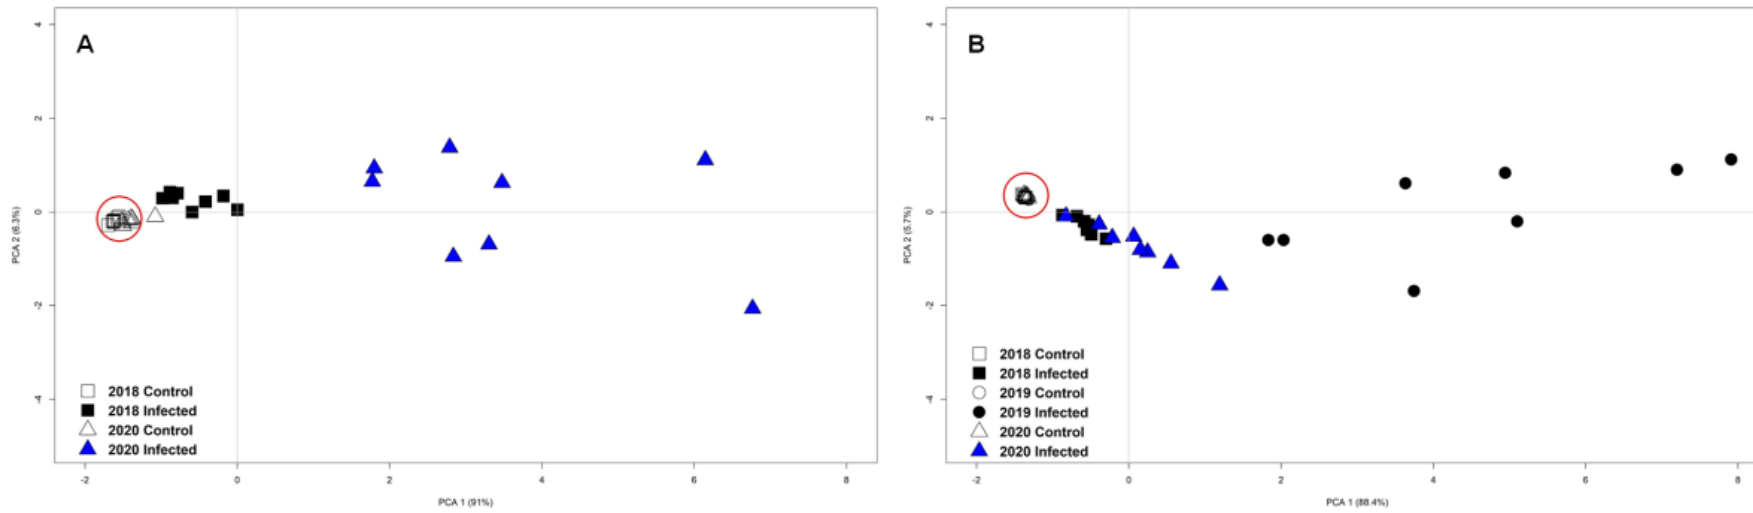 A
4
2
0
-2
-4
PCA 2 (6.3%)
2018 Control
2018 Infected
2020 Control
2020 Infected
-2
0
2
4
6
8
PCA 1 (91%)
B
4
2
0
-2
-4
PCA 2 (5.7%)
2018 Control
2018 Infected
2019 Control
2019 Infected
2020 Control
2020 Infected
-2
0
2
4
6
8
PCA 1 (88.4%)